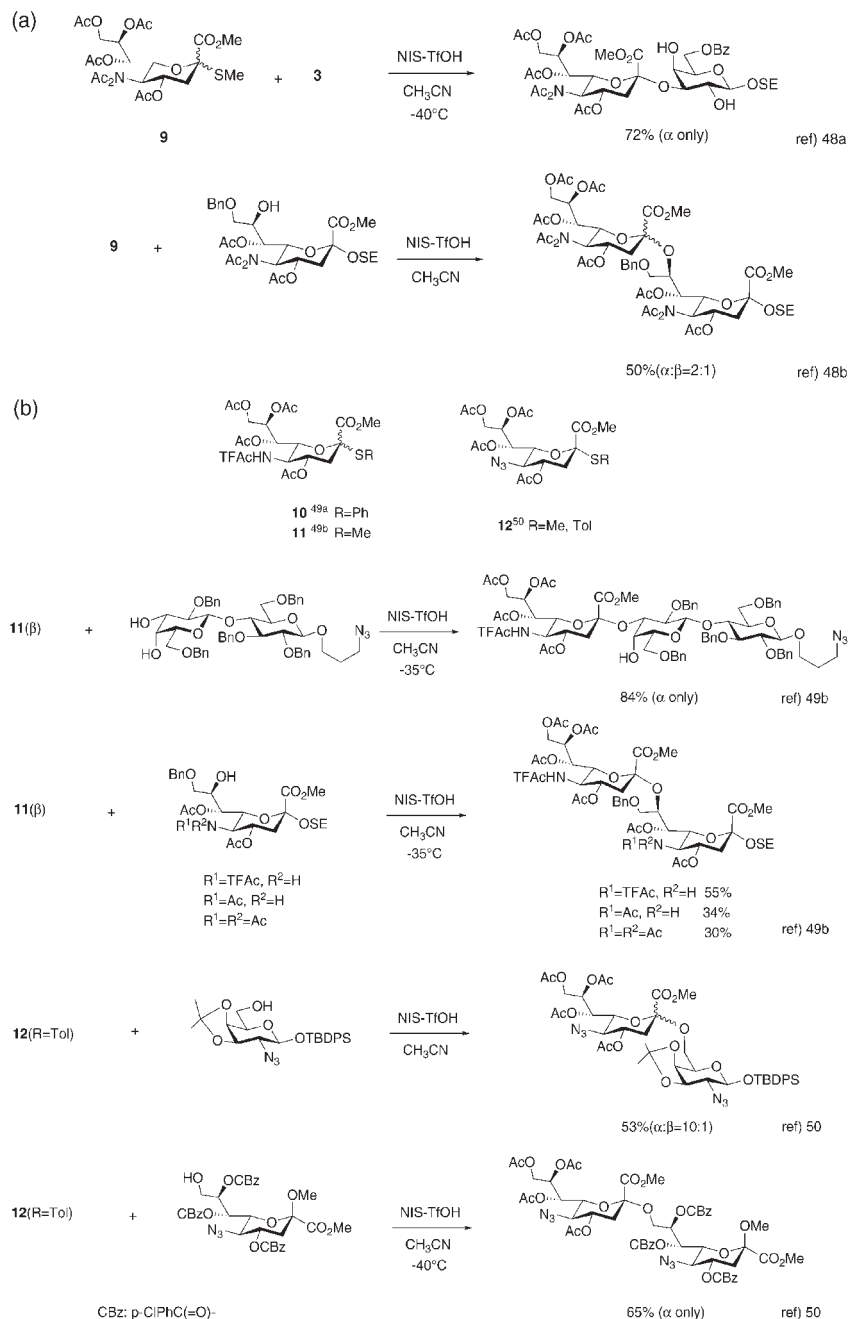 (a)
AcO OAc
CO₂Me
AcO O
Ac₂N SMe
AcO
9
+ 3
NIS-TfOH
CH₃CN
-40°C
AcO OAc
MeO₂C HO OBz
AcO O O O OSE
Ac₂N AcO OH
72% (α only)
ref) 48a
9
+
BnO OH
CO₂Me
AcO O
Ac₂N OSE
AcO
NIS-TfOH
CH₃CN
AcO OAc
CO₂Me
AcO O
Ac₂N O
AcO BnO
CO₂Me
AcO O
Ac₂N OSE
AcO
50%(α:β=2:1)
ref) 48b
(b)
AcO OAc
CO₂Me
AcO O
TFAcHN SR
AcO
10 ⁴⁹ᵃ R=Ph
11 ⁴⁹ᵇ R=Me
AcO OAc
CO₂Me
AcO O
N₃ SR
AcO
12⁵⁰ R=Me, Tol
11(β)
+
OBn OBn
HO O O N₃
O BnO O
HO OBn OBn
NIS-TfOH
CH₃CN
-35°C
AcO OAc
MeO₂C OBn OBn
AcO O O O O N₃
TFAcHN O BnO O
AcO HO OBn OBn
84% (α only)
ref) 49b
11(β)
+
BnO OH
CO₂Me
AcO O
R¹R²N OSE
AcO
R¹=TFAc, R²=H
R¹=Ac, R²=H
R¹=R²=Ac
NIS-TfOH
CH₃CN
-35°C
AcO OAc
CO₂Me
AcO O
TFAcHN O
AcO BnO
CO₂Me
AcO O
R¹R²N OSE
AcO
R¹=TFAc, R²=H 55%
R¹=Ac, R²=H 34%
R¹=R²=Ac 30%
ref) 49b
12(R=Tol)
+
OH
O O
O OTBDPS
N₃
NIS-TfOH
CH₃CN
AcO OAc
CO₂Me
AcO O
N₃ O
AcO O O
O OTBDPS
N₃
53%(α:β=10:1)
ref) 50
12(R=Tol)
+
HO OCBz
OMe
CBzO O
N₃ CO₂Me
OCBz
NIS-TfOH
CH₃CN
-40°C
AcO OAc
MeO₂C
AcO O O OCBz
N₃ OMe
AcO CBzO O
N₃ CO₂Me
OCBz
65% (α only)
ref) 50
CBz: p-ClPhC(=O)-